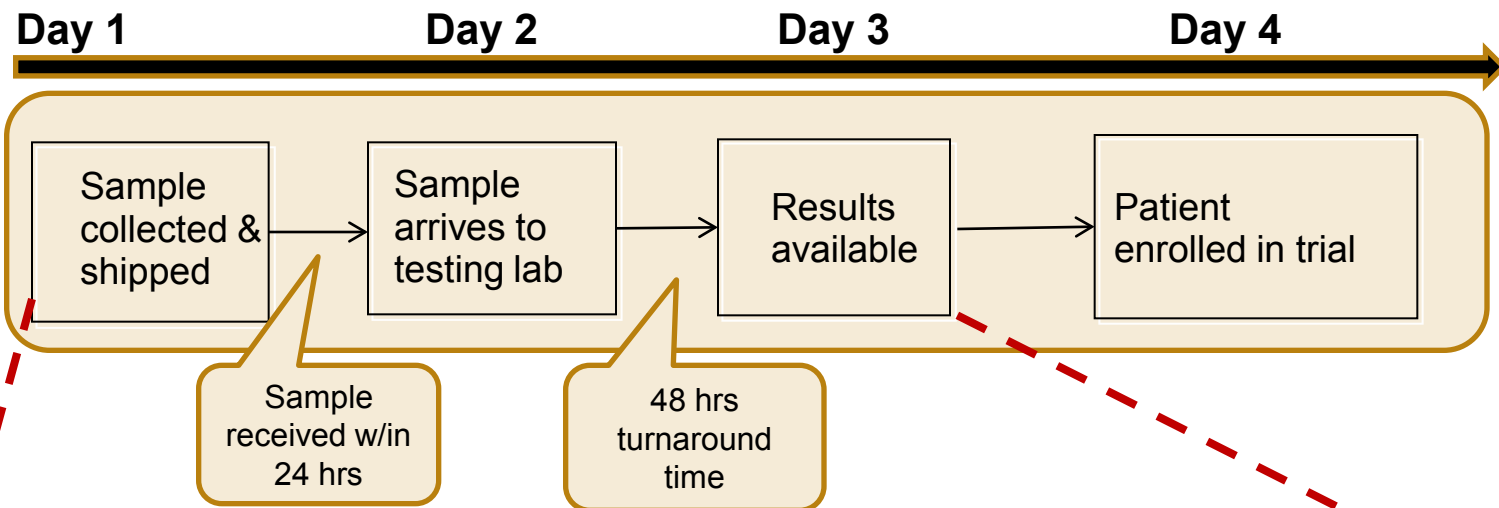 Day 1
Day 2
Day 3
Day 4
Sample
collected &
shipped
Sample
arrives to
testing lab
Results
available
Patient
enrolled in trial
Sample
received w/in
24 hrs
48 hrs
turnaround
time